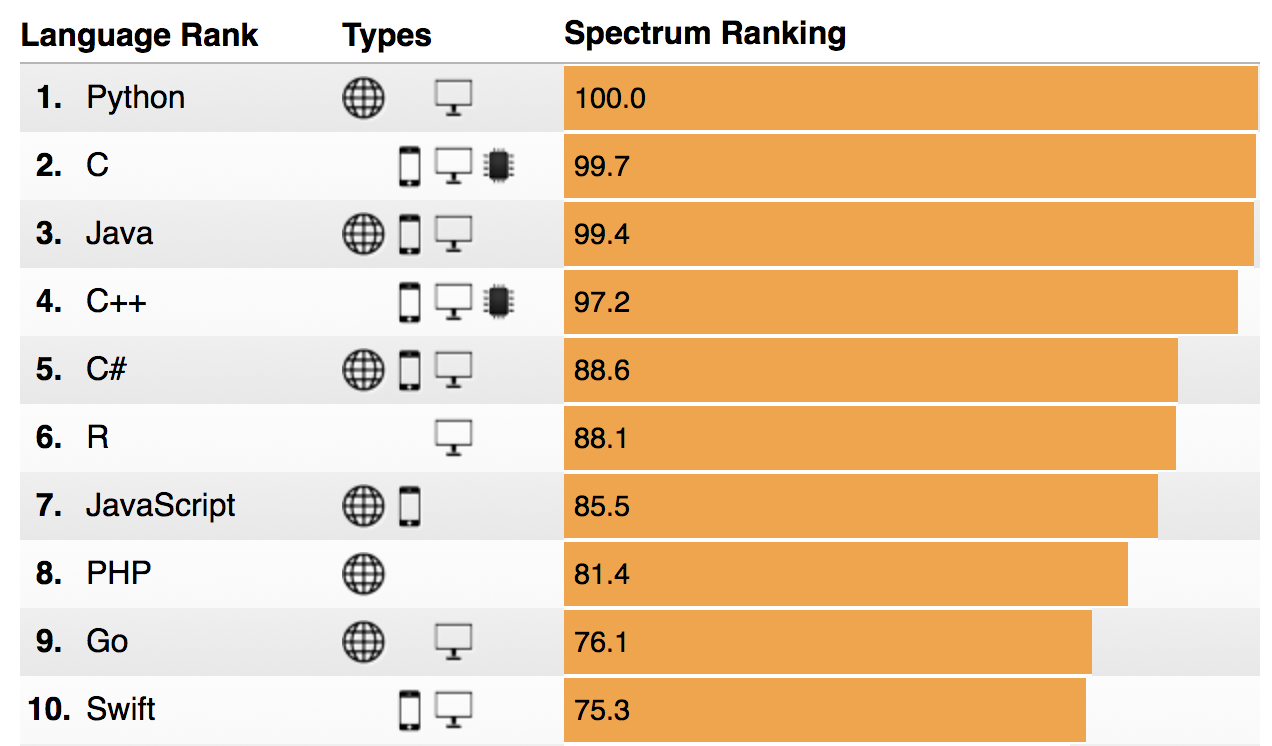 Language Rank Types Spectrum Ranking
1. Python 100.0
2. C 99.7
3. Java 99.4
4. C++ 97.2
5. C# 88.6
6. R 88.1
7. JavaScript 85.5
8. PHP 81.4
9. Go 76.1
10. Swift 75.3